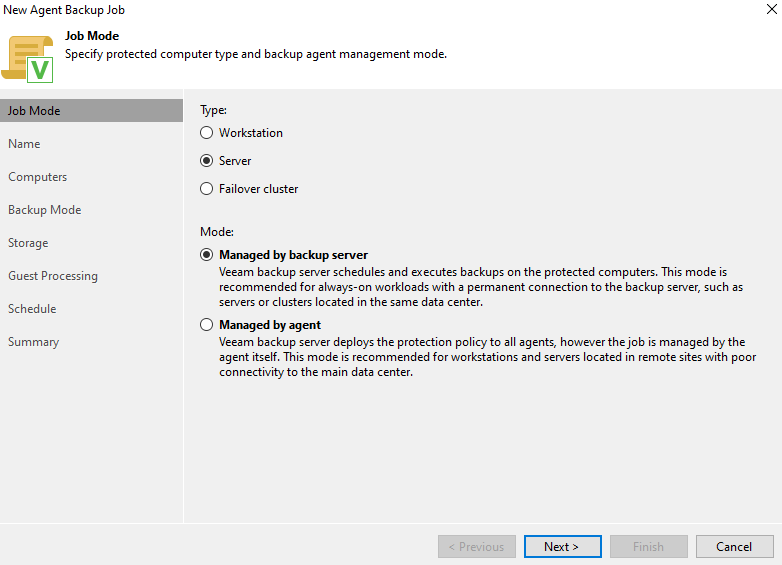 New Agent Backup Job
Job Mode
Specify protected computer type and backup agent management mode.
V
Job Mode
Name
Computers
Backup Mode
Storage
Guest Processing
Schedule
Summary
Type:
Workstation
Server
Failover cluster
Mode:
Managed by backup server
Veeam backup server schedules and executes backups on the protected computers. This mode is
recommended for always-on workloads with a permanent connection to the backup server, such as
servers or clusters located in the same data center.
Managed by agent
Veeam backup server deploys the protection policy to all agents, however the job is managed by the
agent itself. This mode is recommended for workstations and servers located in remote sites with poor
connectivity to the main data center.
< Previous Next > Finish Cancel